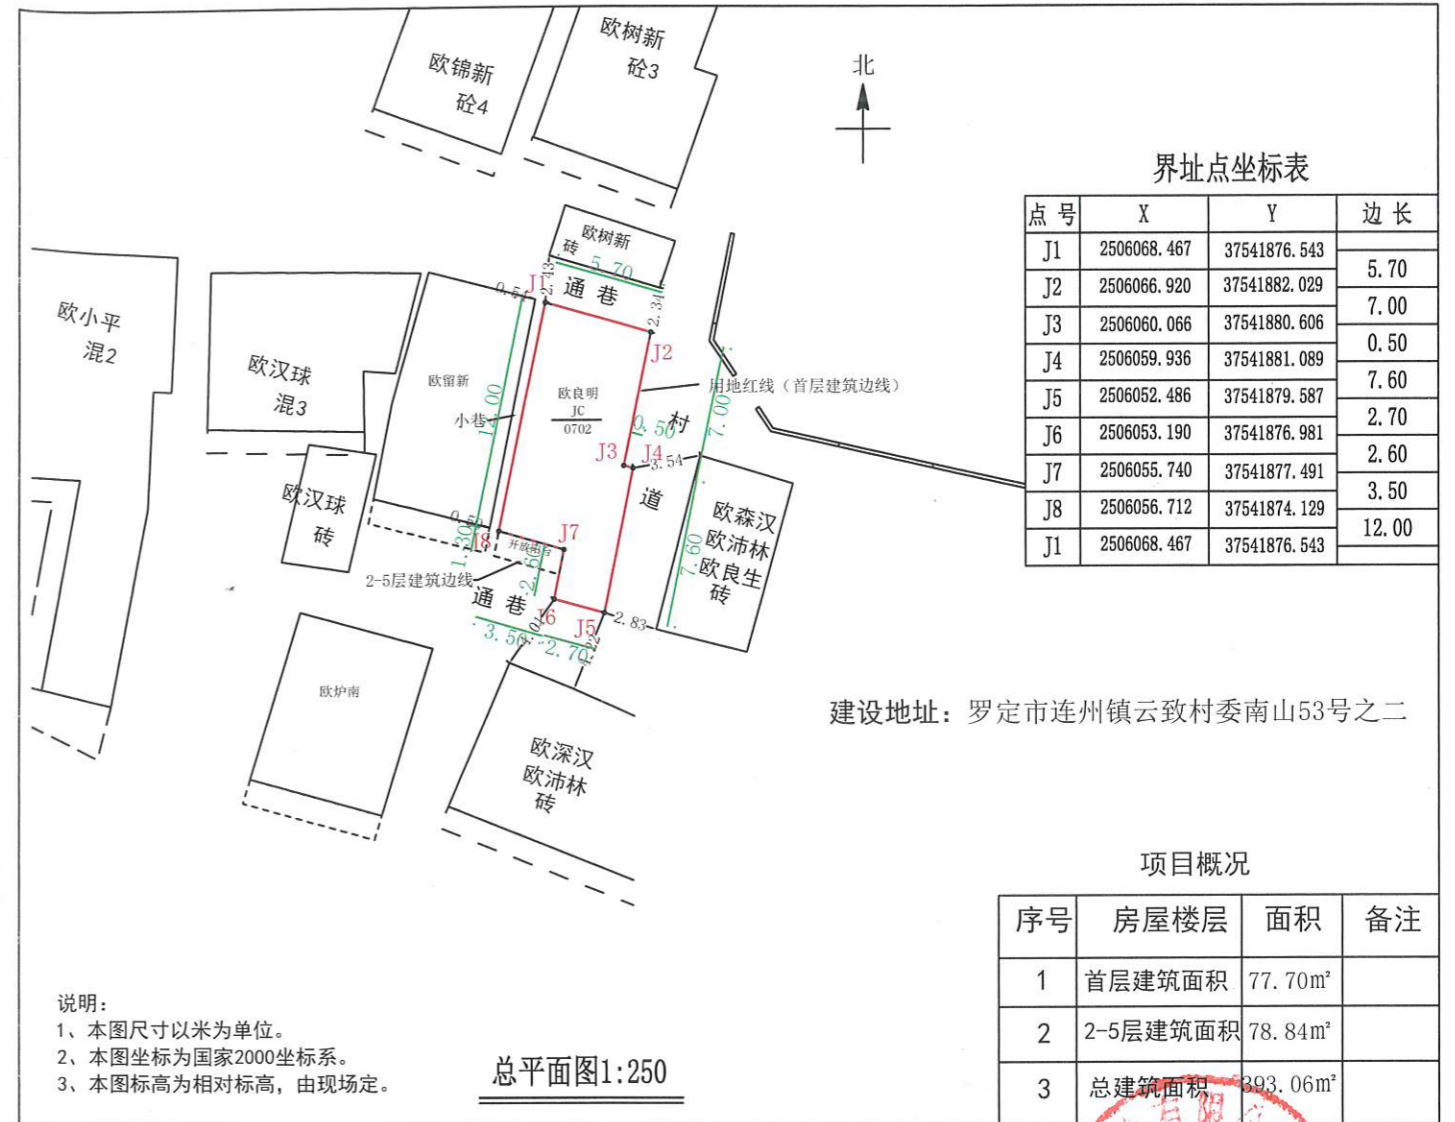 欧锦新
砼4
欧树新
砼3
北
界址点坐标表
点 号 X Y 边 长
J1 2506068.467 37541876.543
5.70
J2 2506066.920 37541882.029
7.00
J3 2506060.066 37541880.606
0.50
J4 2506059.936 37541881.089
7.60
J5 2506052.486 37541879.587
2.70
J6 2506053.190 37541876.981
2.60
J7 2506055.740 37541877.491
3.50
J8 2506056.712 37541874.129
12.00
J1 2506068.467 37541876.543
欧树新
砖
5.70
通 巷
2.43
2.34
J1
J2
欧小平
混2
欧汉球
混3
欧留新
小巷
欧良明
JC
0702
用地红线（首层建筑边线）
0.50
村
道
7.00
J3
J4
3.54
欧汉球
砖
0.50
1.30
J8
开放阳台
J7
2.60
2-5层建筑边线
通 巷
J6
J5
2.83
3.50
2.70
7.60
欧森汉
欧沛林
欧良生
砖
欧炉南
欧深汉
欧沛林
砖
建设地址：罗定市连州镇云致村委南山53号之二
项目概况
序号 房屋楼层 面积 备注
1 首层建筑面积 77.70m²
2 2-5层建筑面积 78.84m²
3 总建筑面积 393.06m²
说明：
1、本图尺寸以米为单位。
2、本图坐标为国家2000坐标系。
3、本图标高为相对标高，由现场定。
总平面图1:250